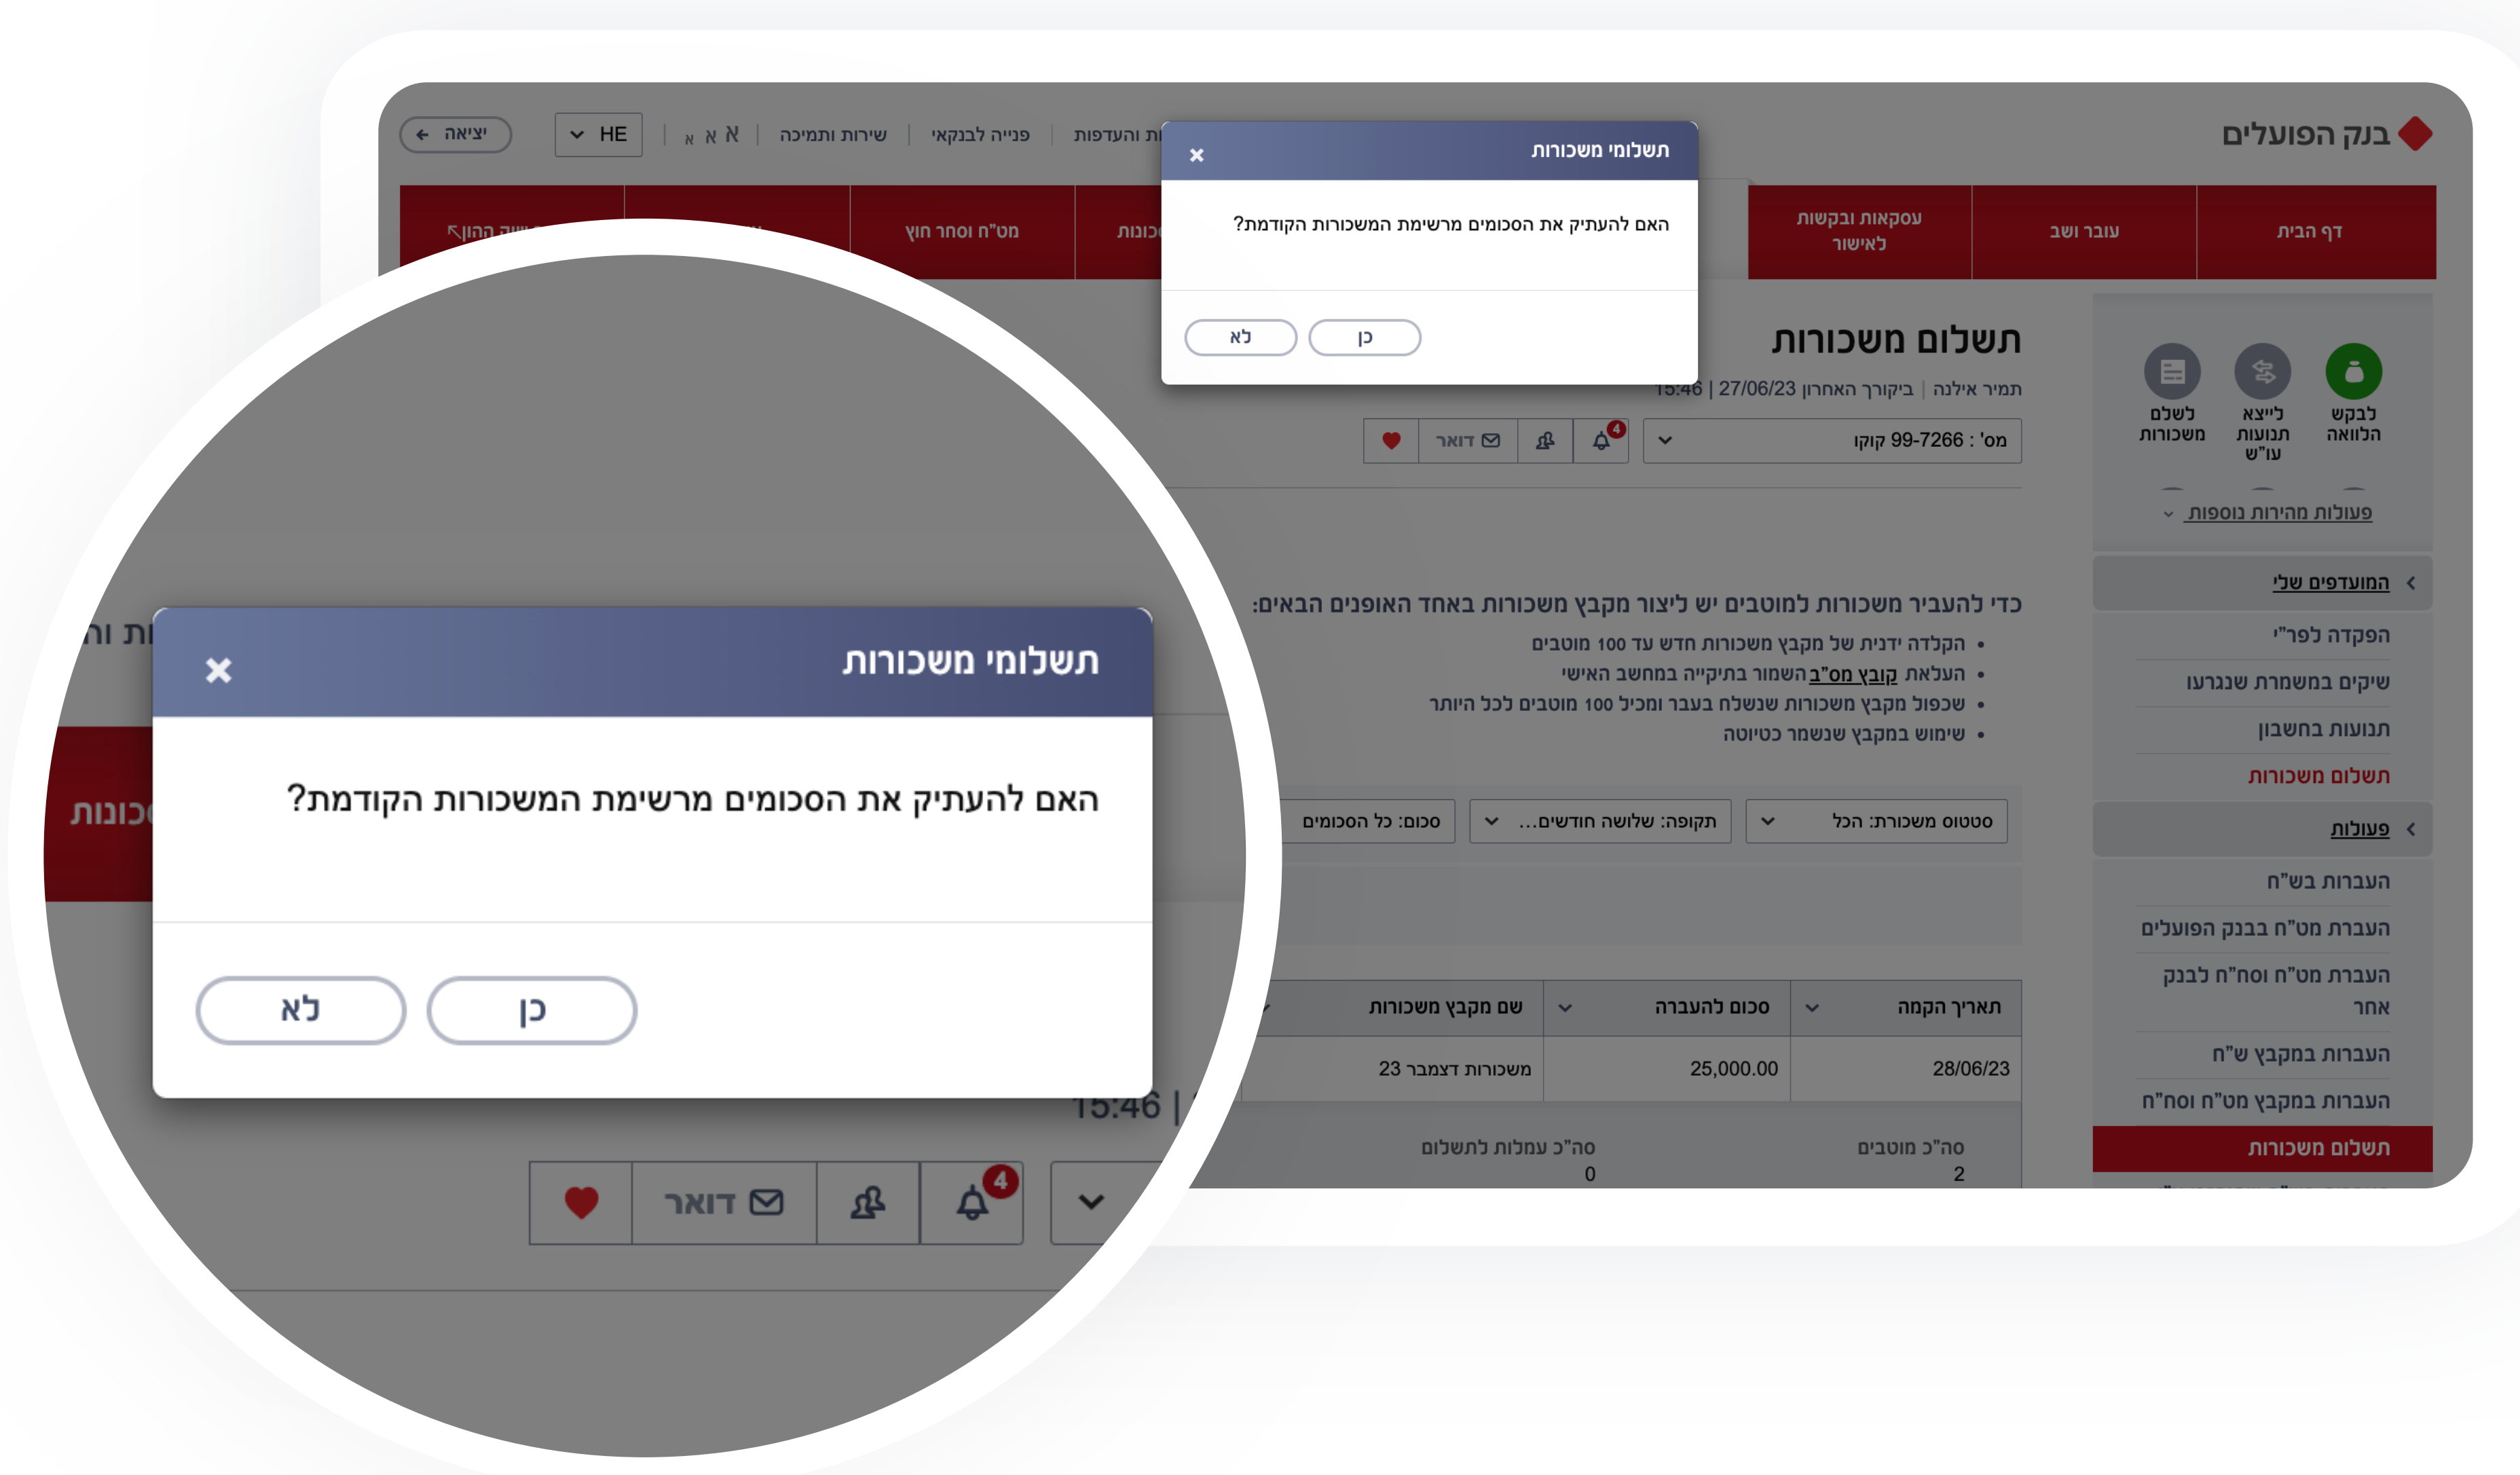 בנק הפועלים
ות והעדפות
פנייה לבנקאי
שירות ותמיכה
א א א
HE
יציאה
דף הבית
עובר ושב
עסקאות ובקשות
לאישור
מט"ח וסחר חוץ
ההון
תשלומי משכורות
האם להעתיק את הסכומים מרשימת המשכורות הקודמת?
כן
לא
תשלום משכורות
תמיר אילנה | ביקורך האחרון 27/06/23 | 15:46
מס' : 99-7266 קוקו
4
דואר
לבקש
הלוואה
לייצא
תנועות
עו"ש
לשלם
משכורות
פעולות מהירות נוספות
המועדפים שלי
הפקדה לפר"י
שיקים במשמרת שנגרעו
תנועות בחשבון
תשלום משכורות
פעולות
העברות בש"ח
העברת מט"ח בבנק הפועלים
העברת מט"ח וסח"ח לבנק
אחר
העברות במקבץ ש"ח
העברות במקבץ מט"ח וסח"ח
תשלום משכורות
כדי להעביר משכורות למוטבים יש ליצור מקבץ משכורות באחד האופנים הבאים:
• הקלדה ידנית של מקבץ משכורות חדש עד 100 מוטבים
• העלאת קובץ מס"ב השמור בתיקייה במחשב האישי
• שכפול מקבץ משכורות שנשלח בעבר ומכיל 100 מוטבים לכל היותר
• שימוש במקבץ שנשמר כטיוטה
סטטוס משכורת: הכל
תקופה: שלושה חודשים...
סכום: כל הסכומים
תאריך הקמה
סכום להעברה
שם מקבץ משכורות
28/06/23
25,000.00
משכורות דצמבר 23
סה"כ מוטבים
2
סה"כ עמלות לתשלום
0
תשלומי משכורות
האם להעתיק את הסכומים מרשימת המשכורות הקודמת?
כן
לא
15:46 |
4
דואר